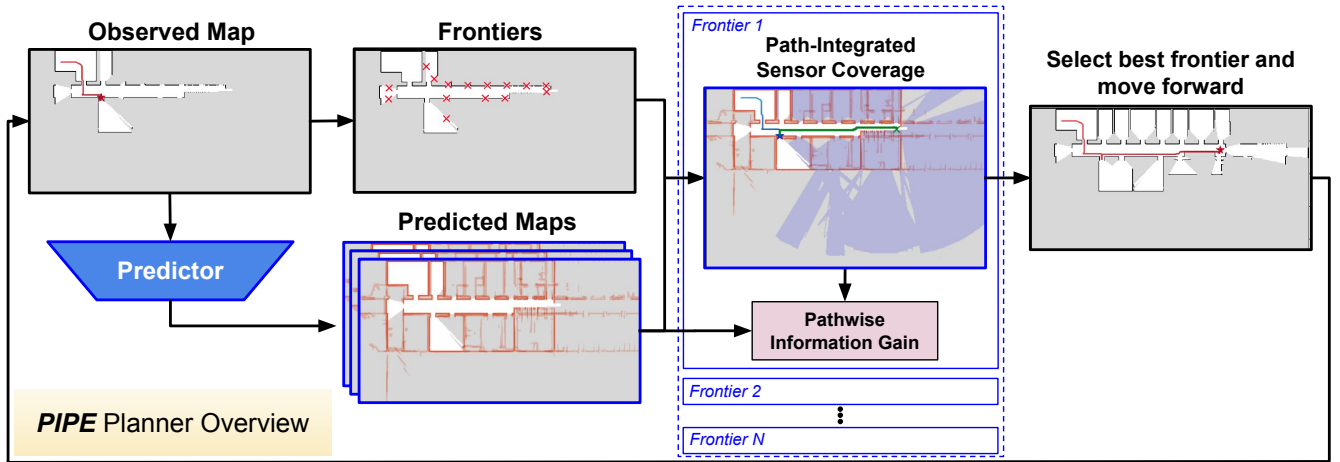 Observed Map
Frontiers
Frontier 1
Path-Integrated
Sensor Coverage
Select best frontier and
move forward
Predictor
Predicted Maps
Pathwise
Information Gain
PIPE Planner Overview
Frontier 2
Frontier N